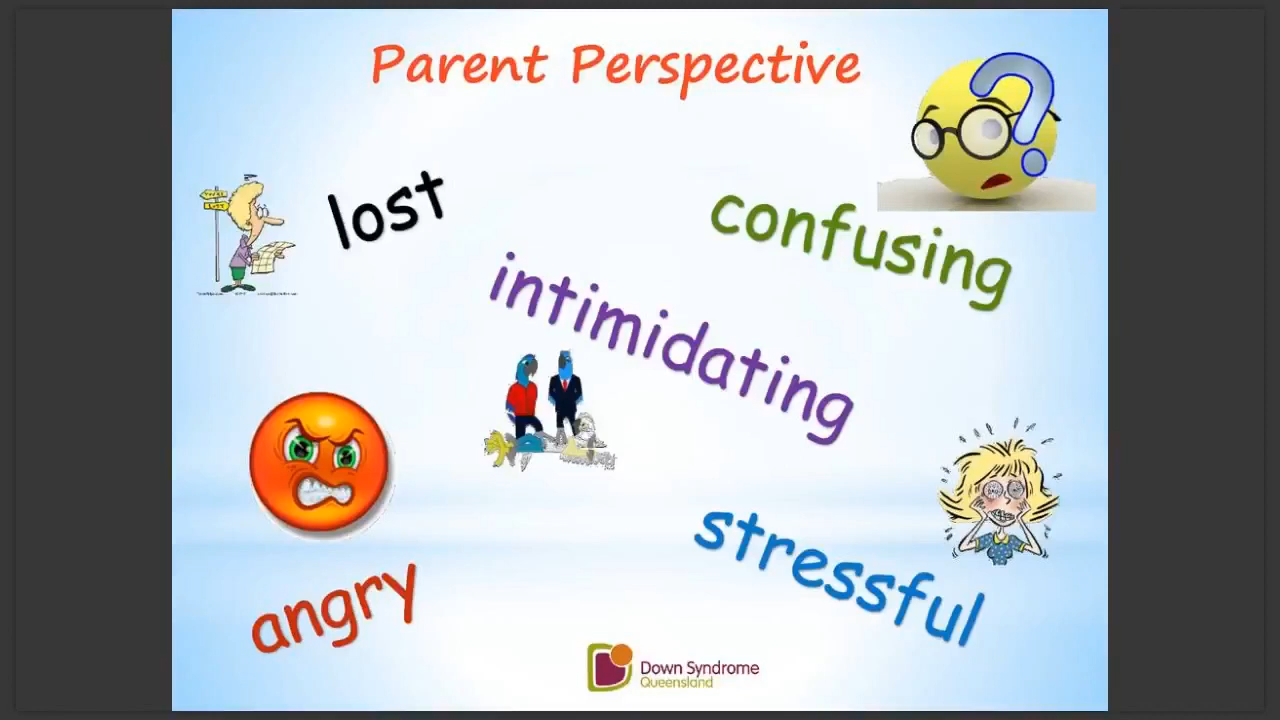 Parent Perspective
lost
confusing
intimidating
angry
stressful
Down Syndrome
Queensland